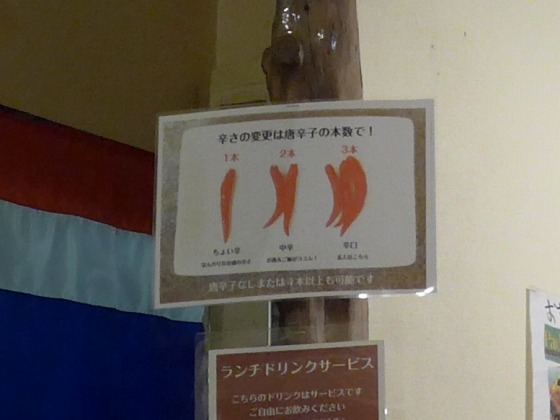 辛さの変更は唐辛子の本数で！
1本 2本 3本
ちょい辛 中辛 辛口
唐辛子なしまたは4本以上も可能です
ランチドリンクサービス
こちらのドリンクはサービスです
ご自由にお飲みください